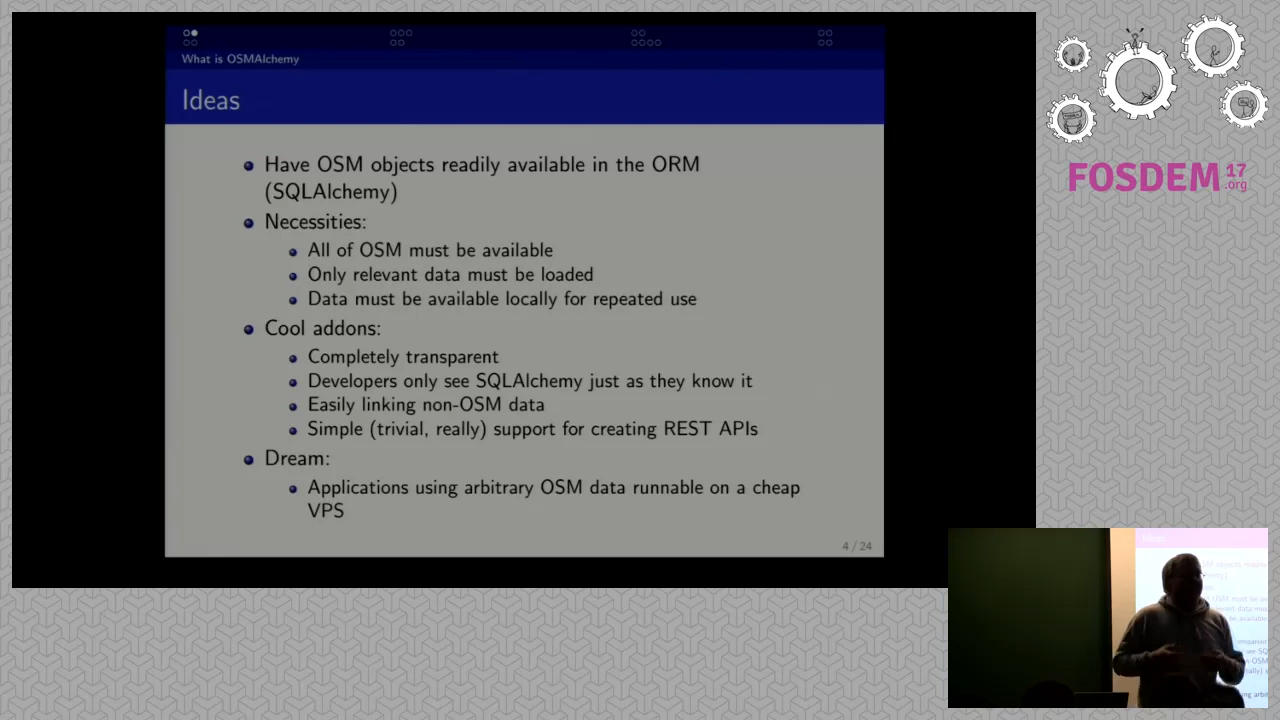 What is OSMAlchemy
Ideas
Have OSM objects readily available in the ORM
(SQLAlchemy)
Necessities:
All of OSM must be available
Only relevant data must be loaded
Data must be available locally for repeated use
Cool addons:
Completely transparent
Developers only see SQLAlchemy just as they know it
Easily linking non-OSM data
Simple (trivial, really) support for creating REST APIs
Dream:
Applications using arbitrary OSM data runnable on a cheap
VPS
4 / 24
FOSDEM 17
.org
Ideas